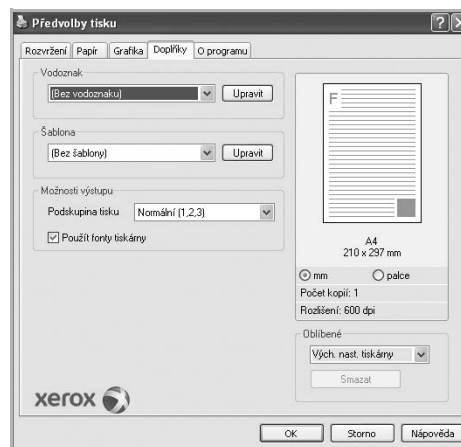 Předvolby tisku
Rozvržení Papír Grafika Doplňky O programu
Vodoznak
(Bez vodoznaku) Upravit
Šablona
(Bez šablony) Upravit
Možnosti výstupu
Podskupina tisku Normální (1,2,3)
Použít fonty tiskárny
F
A4
210 x 297 mm
mm palce
Počet kopií: 1
Rozlišení: 600 dpi
Oblíbené
Vých. nast. tiskárny
Smazat
xerox
OK Storno Nápověda